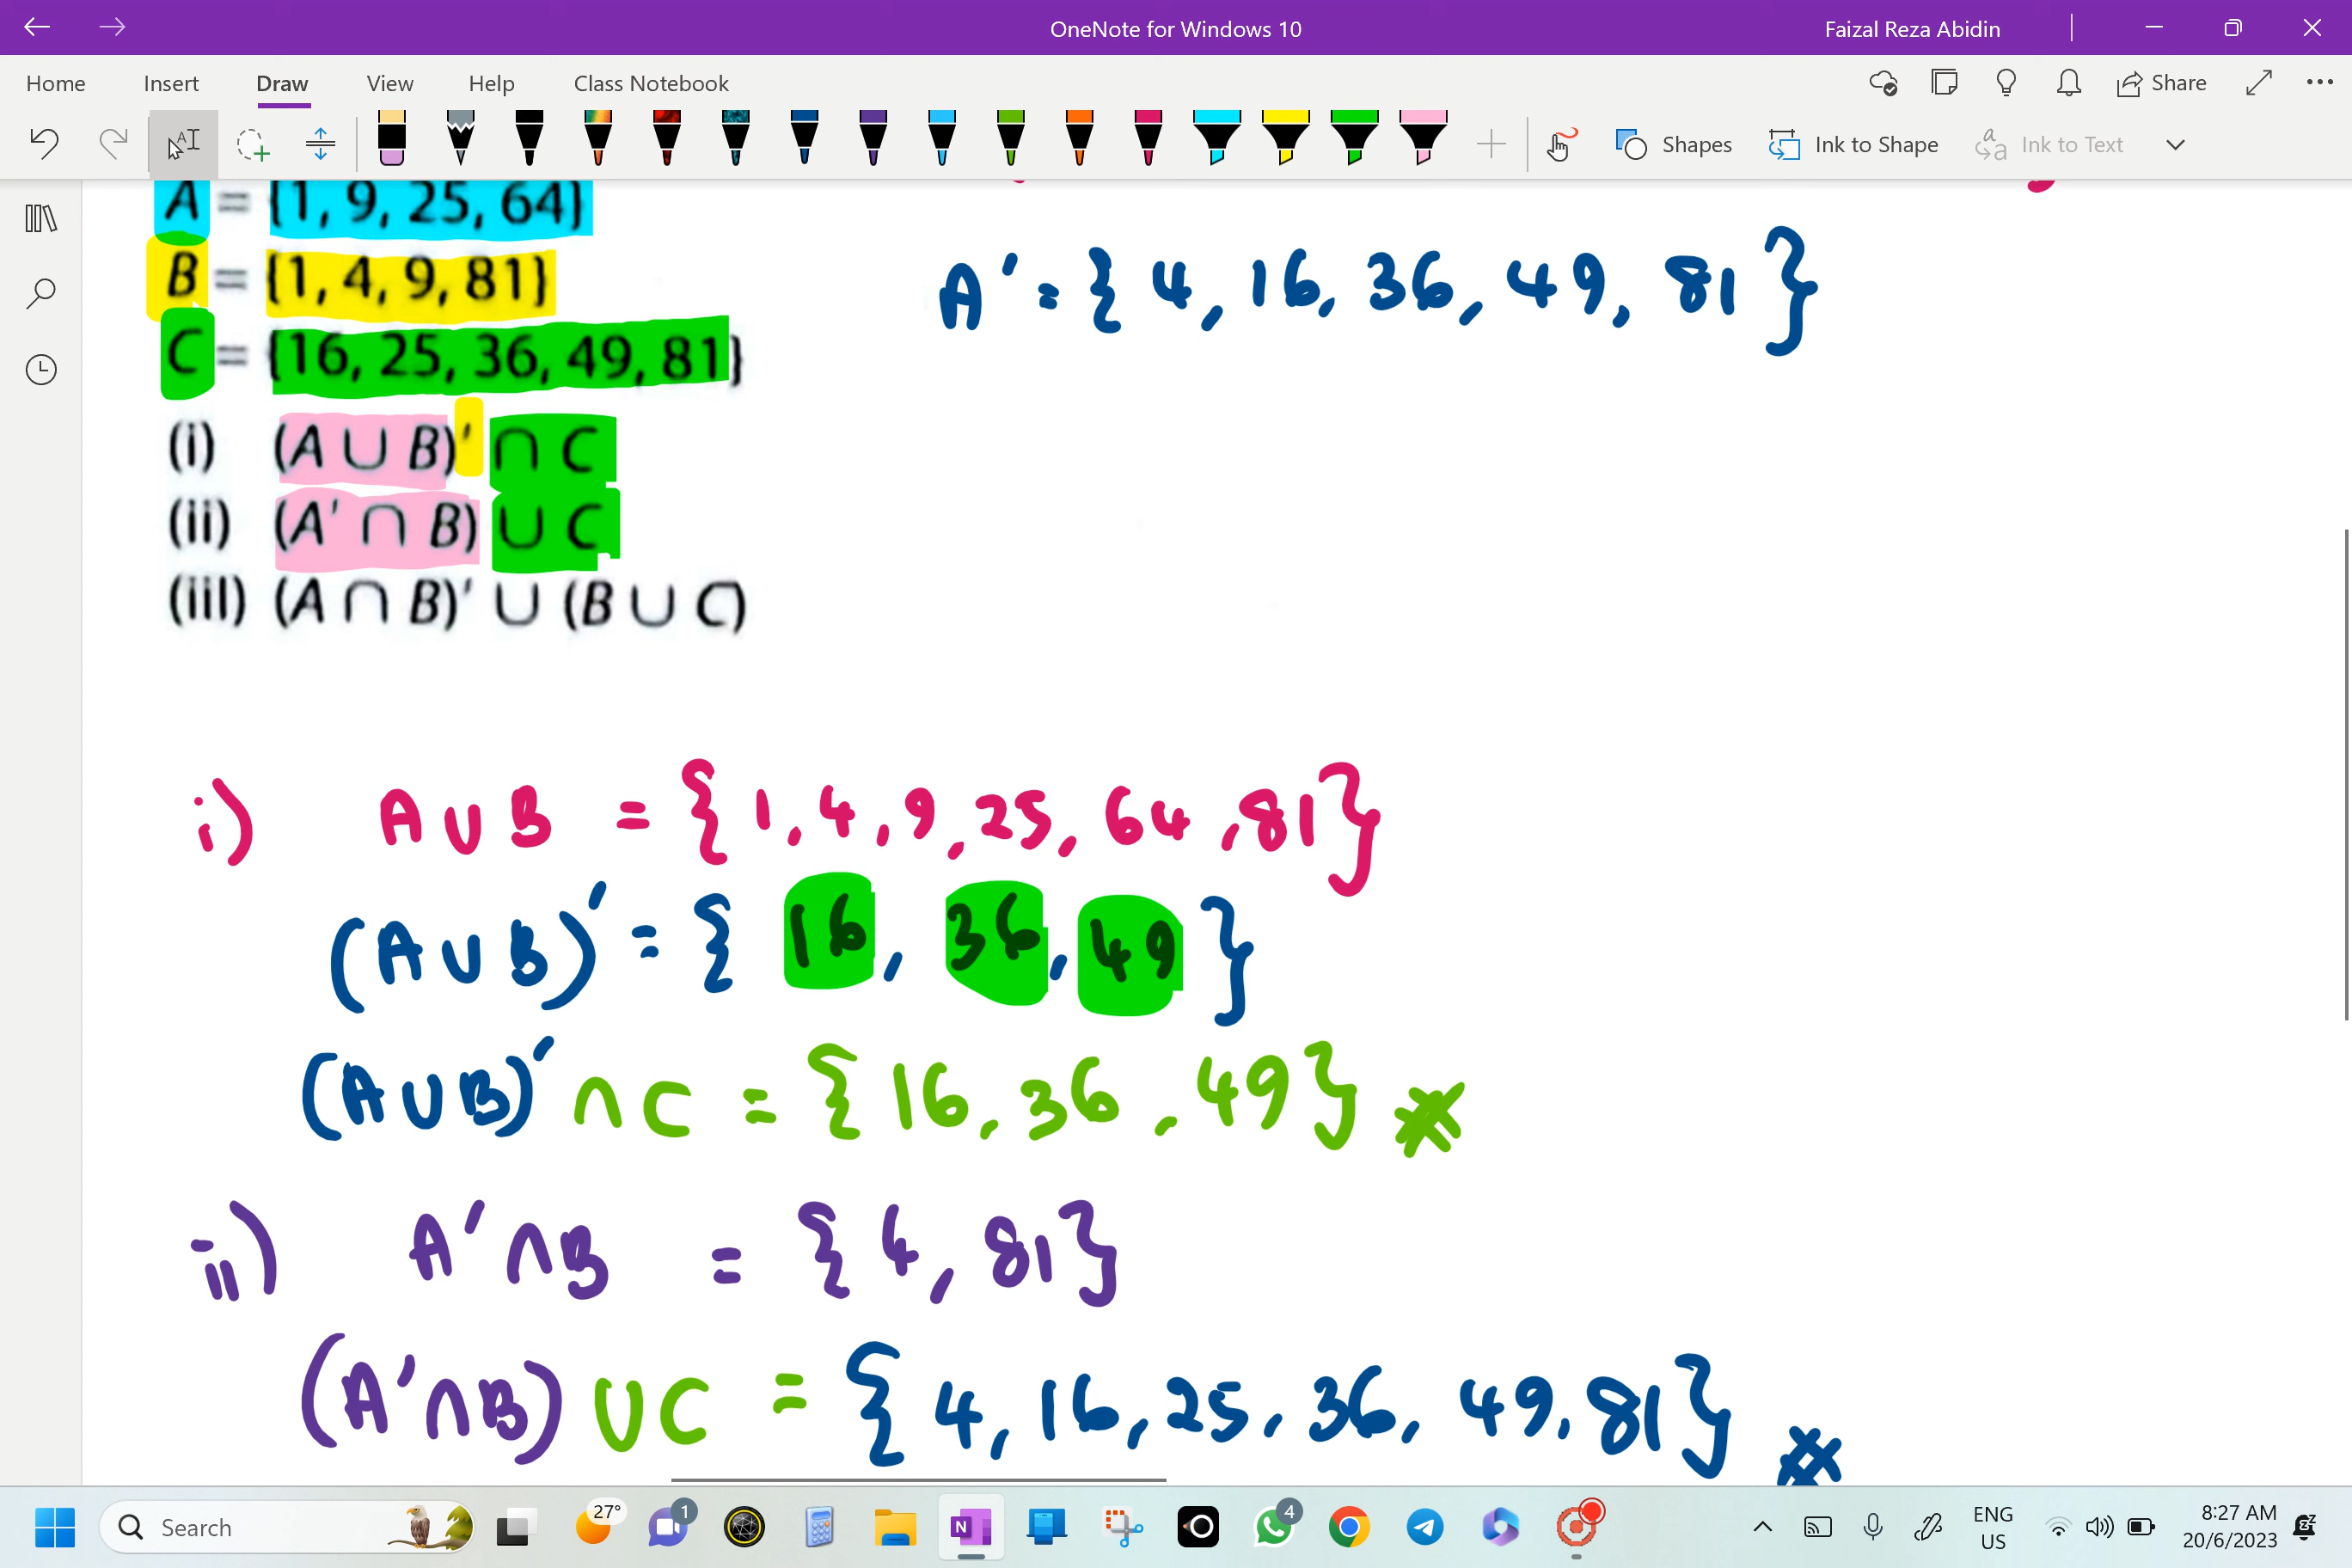 OneNote for Windows 10
Faizal Reza Abidin
Home Insert Draw View Help Class Notebook
Share
Shapes Ink to Shape Ink to Text
A = {1, 9, 25, 64}
B = {1, 4, 9, 81}
C = {16, 25, 36, 49, 81}
(i) (A ∪ B)' ∩ C
(ii) (A' ∩ B) ∪ C
(iii) (A ∩ B)' ∪ (B ∪ C)
A' = { 4, 16, 36, 49, 81 }
i) A ∪ B = { 1, 4, 9, 25, 64, 81}
(A ∪ B)' = { 16, 36, 49 }
(A ∪ B)' ∩ C = { 16, 36, 49}
ii) A' ∩ B = { 4, 81}
(A' ∩ B) ∪ C = { 4, 16, 25, 36, 49, 81}
Search
27°
1
N
4
ENG
US
8:27 AM
20/6/2023